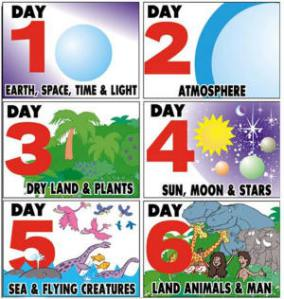 DAY
1
EARTH, SPACE, TIME & LIGHT
DAY
2
ATMOSPHERE
DAY
3
DRY LAND & PLANTS
DAY
4
SUN, MOON & STARS
DAY
5
SEA & FLYING CREATURES
DAY
6
LAND ANIMALS & MAN